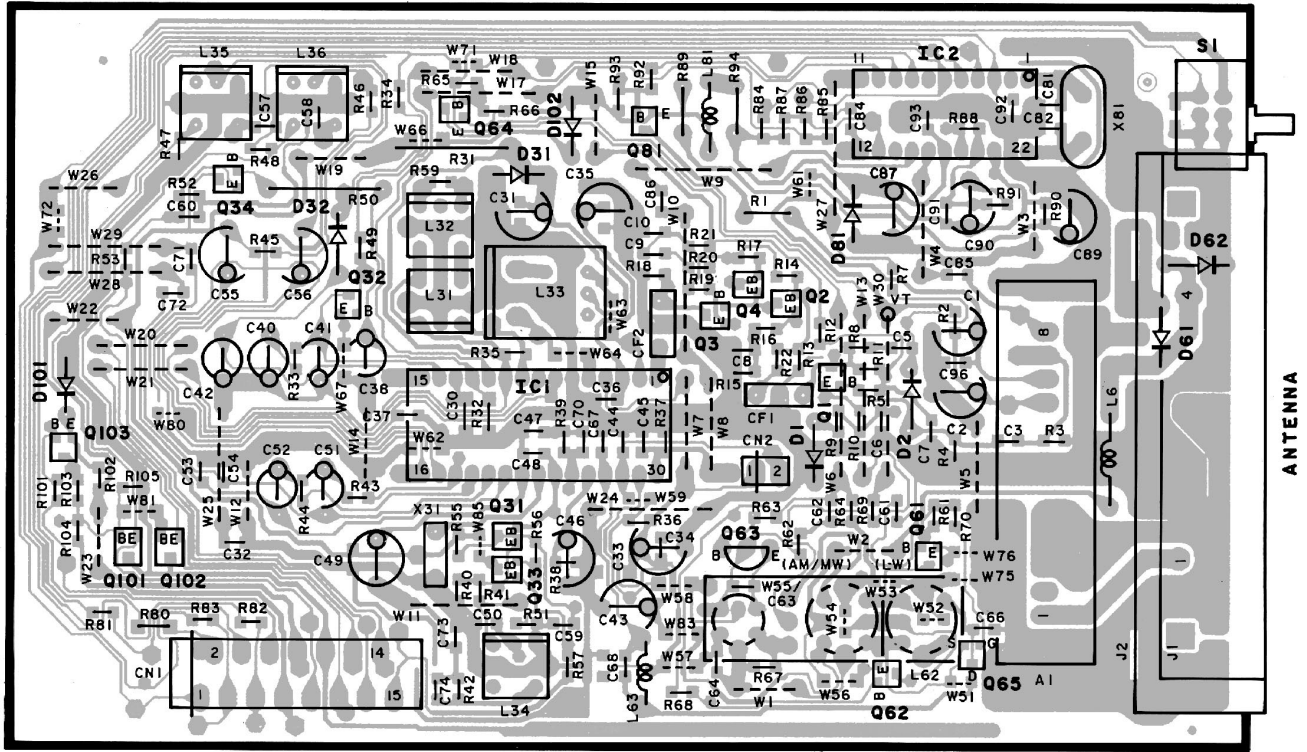 L35
L36
W71
W18
R65
W17
R66
Q64
B
E
W66
R31
R47
C57
C58
R46
R34
R48
W19
D102
W15
R93
R92
R89
L81
R94
B
E
Q81
R84
R87
R86
R85
11
IC2
1
C84
C93
R88
C92
C81
C82
12
22
X81
S1
W26
W72
R52
C60
B
E
Q34
D32
R50
R59
D31
C31
C35
C86
W10
W9
R1
W61
W27
C87
D81
C91
C90
R91
W3
R90
C89
D62
W29
R53
W28
C71
C72
C55
R45
C56
R49
Q32
E
B
L32
L31
L33
C10
C9
R18
R21
R20
R19
R17
R14
EB
EB
Q2
Q4
B
E
Q3
W4
C85
R7
W30
W13
VT
C1
R2
C5
C96
8
4
D61
W22
W20
W21
C42
C40
R33
C41
W67
C38
R35
W63
W64
CF2
C8
R16
R22
R13
R12
R8
R11
R15
CF1
E
B
Q1
R5
D2
D101
B
E
Q103
W80
C37
15
IC1
1
C36
C30
R32
C47
C48
R39
C70
C67
C44
C45
R37
W62
16
30
W7
W8
CN2
1
2
D1
R9
R10
C6
C7
C2
R4
W5
C3
R3
L6
ANTENNA
R101
R103
R102
R105
W81
R104
W23
BE
BE
Q101
Q102
C53
C54
W25
W12
C32
C52
C51
R44
R43
W14
C49
X31
R55
W85
Q31
EB
EB
Q33
R56
R40
R41
R38
C46
W24
W59
R36
C33
C34
Q63
B
E
R63
R62
W6
C62
R64
R69
C61
Q61
B
E
R61
R70
W76
W75
(AM/MW)
W2
(LW)
W55/
C63
W53
W54
W52
W58
W83
W57
C43
C66
R81
R80
R83
R82
W11
C73
C50
R51
C59
CN1
2
14
1
15
C74
R42
L34
R57
C68
L63
R68
C64
R67
W1
W56
B
E
Q62
L62
S
G
D
W51
Q65
1
A1
1
J2
J1